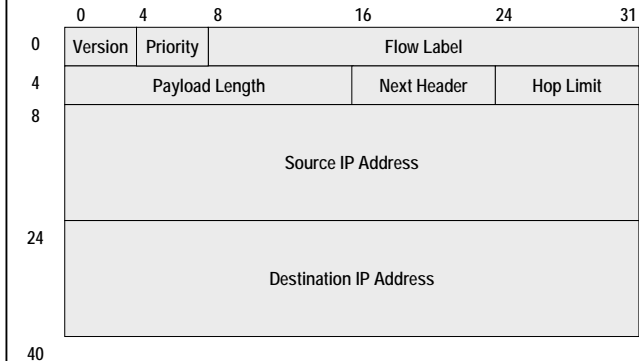 0 4 8 16 24 31
0 Version Priority Flow Label
4 Payload Length Next Header Hop Limit
8
Source IP Address
24
Destination IP Address
40